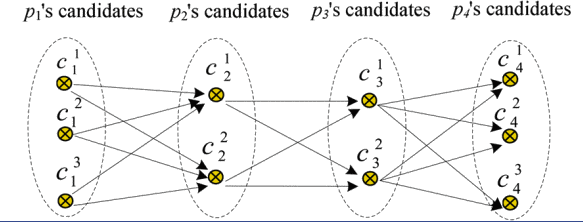 p₁'s candidates p₂'s candidates p₃'s candidates p₄'s candidates
c₁¹ c₂¹ c₃¹ c₄¹
c₁² c₄²
c₂² c₃²
c₁³ c₄³